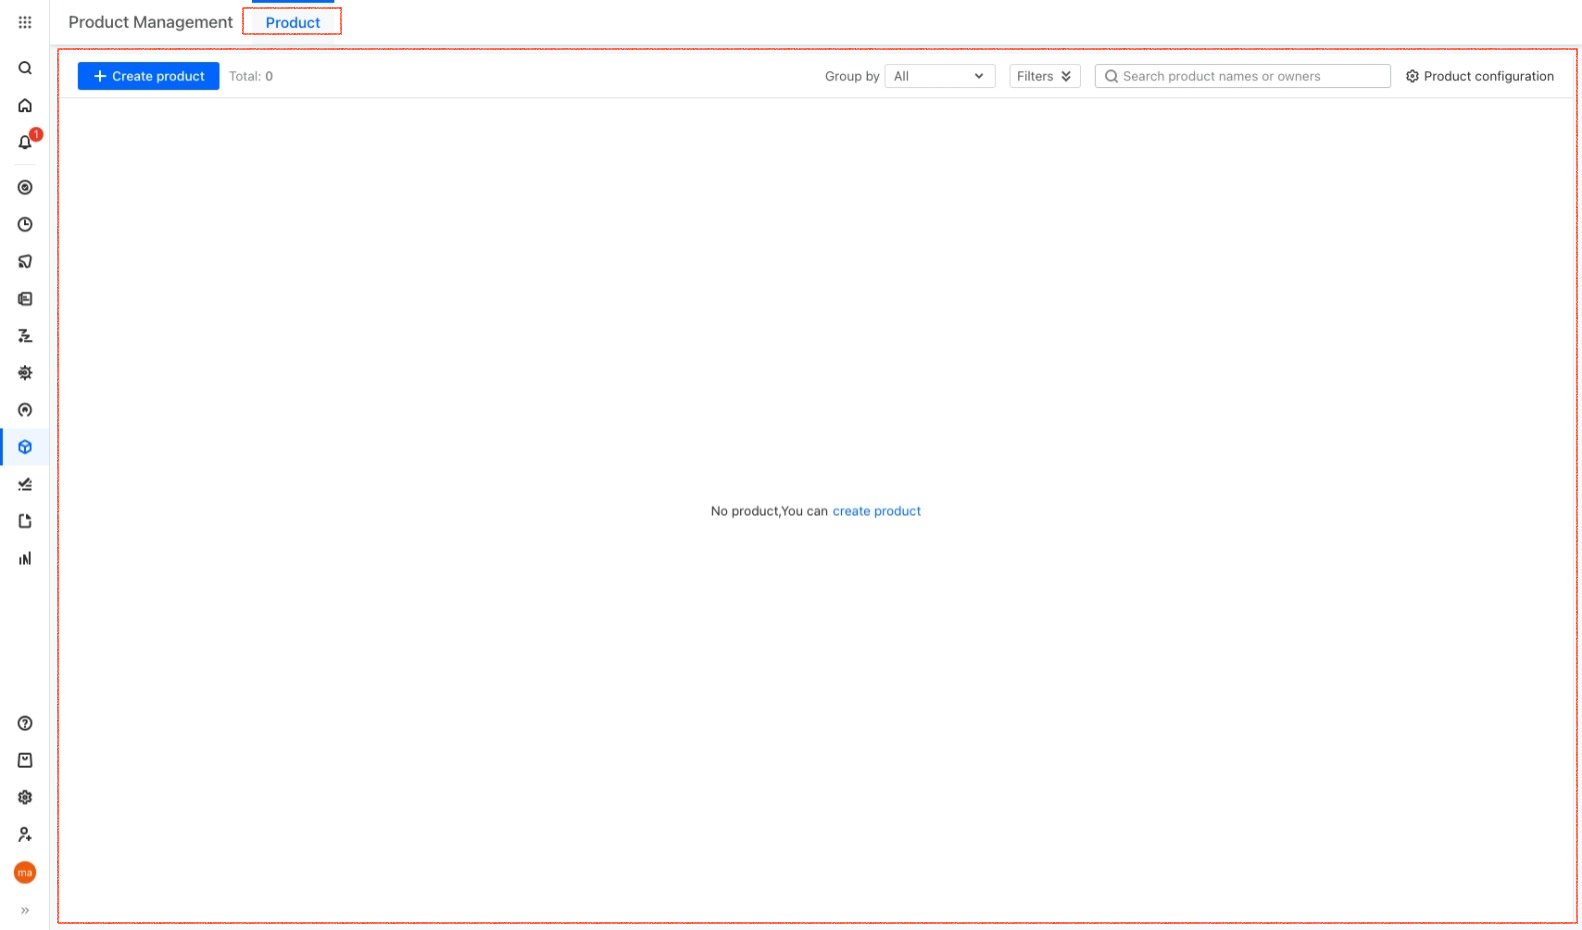 Product Management Product
Create product Total: 0 Group by All Filters Search product names or owners Product configuration
1
No product,You can create product
ma